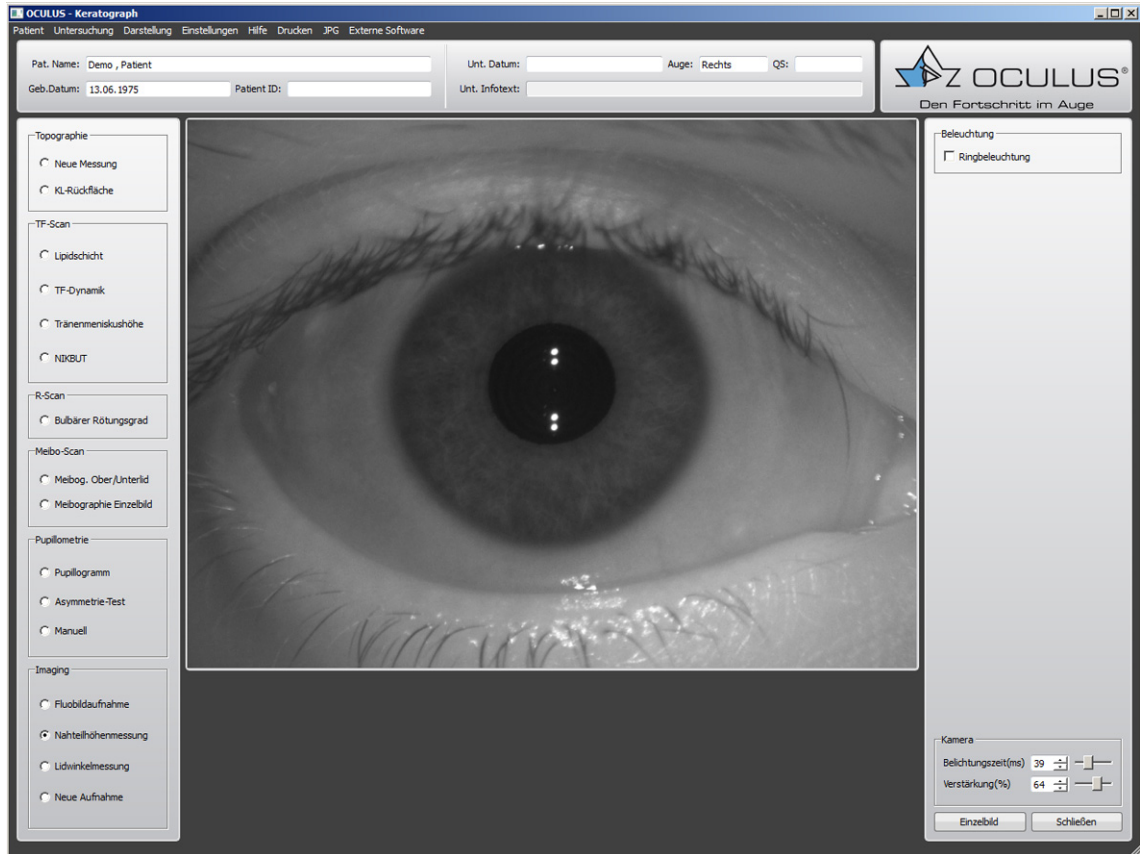 OCULUS - Keratograph
Patient Untersuchung Darstellung Einstellungen Hilfe Drucken JPG Externe Software
Pat. Name: Demo , Patient
Geb.Datum: 13.06.1975 Patient ID:
Unt. Datum: Auge: Rechts QS:
Unt. Infotext:
OCULUS®
Den Fortschritt im Auge
Topographie
Neue Messung
KL-Rückfläche
TF-Scan
Lipidschicht
TF-Dynamik
Tränenmeniskushöhe
NIKBUT
R-Scan
Bulbärer Rötungsgrad
Meibo-Scan
Meibog. Ober/Unterlid
Meibographie Einzelbild
Pupillometrie
Pupillogramm
Asymmetrie-Test
Manuell
Imaging
Fluobildaufnahme
Nahteilhöhenmessung
Lidwinkelmessung
Neue Aufnahme
Beleuchtung
Ringbeleuchtung
Kamera
Belichtungszeit(ms) 39
Verstärkung(%) 64
Einzelbild Schließen